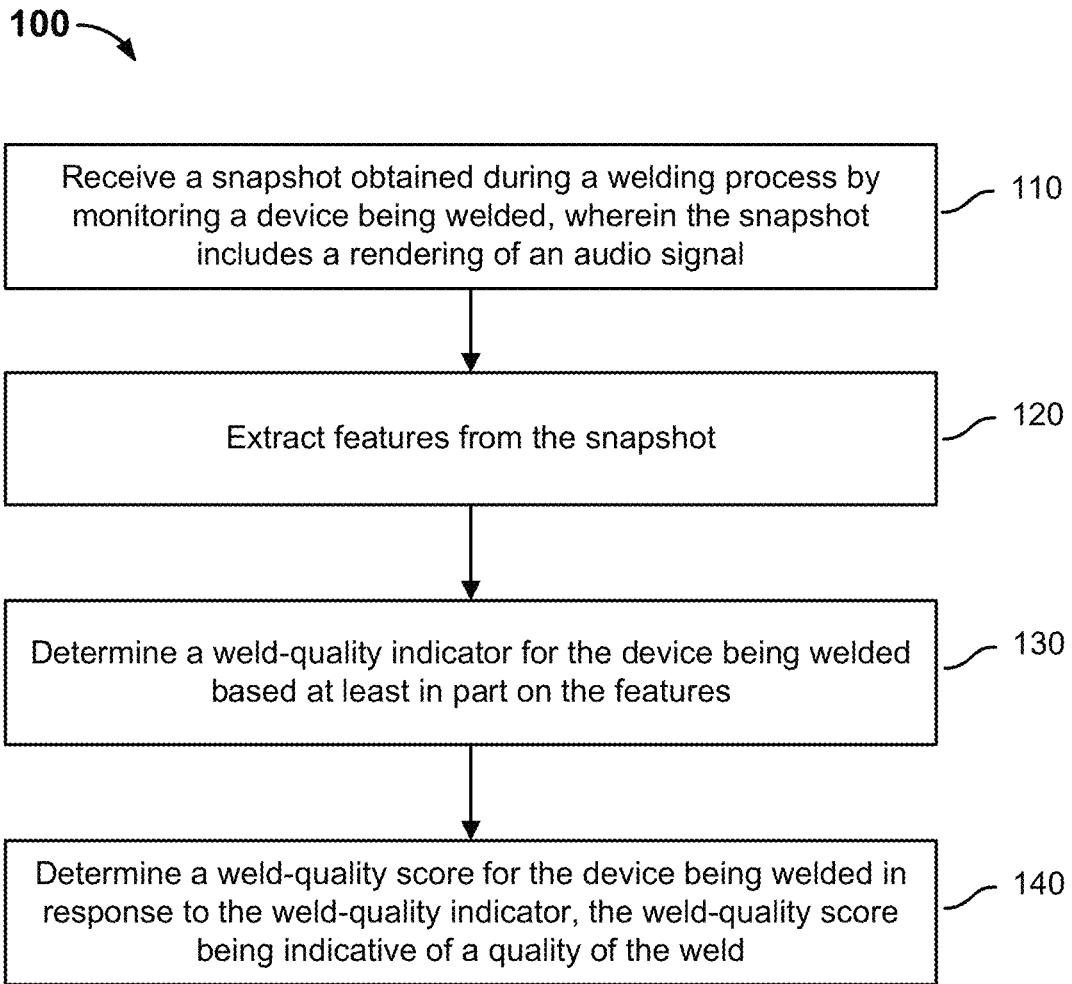 100
Receive a snapshot obtained during a welding process by
monitoring a device being welded, wherein the snapshot
includes a rendering of an audio signal
110
Extract features from the snapshot
120
Determine a weld-quality indicator for the device being welded
based at least in part on the features
130
Determine a weld-quality score for the device being welded in
response to the weld-quality indicator, the weld-quality score
being indicative of a quality of the weld
140